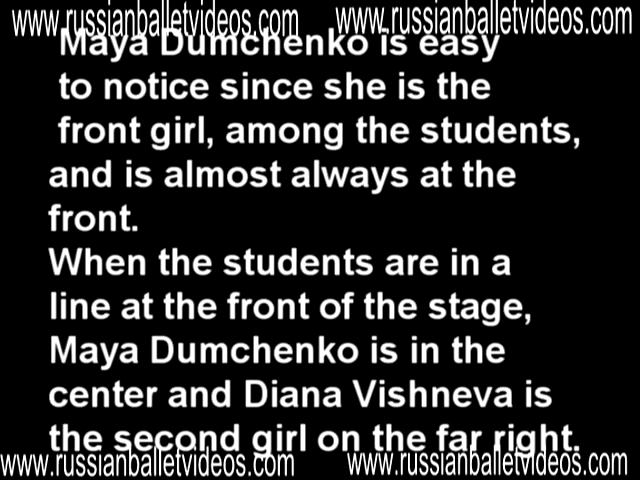 www.russianballetvideos.com www.russianballetvideos.com
Maya Dumchenko is easy
to notice since she is the
front girl, among the students,
and is almost always at the
front.
When the students are in a
line at the front of the stage,
Maya Dumchenko is in the
center and Diana Vishneva is
the second girl on the far right.
www.russianballetvideos.com www.russianballetvideos.com